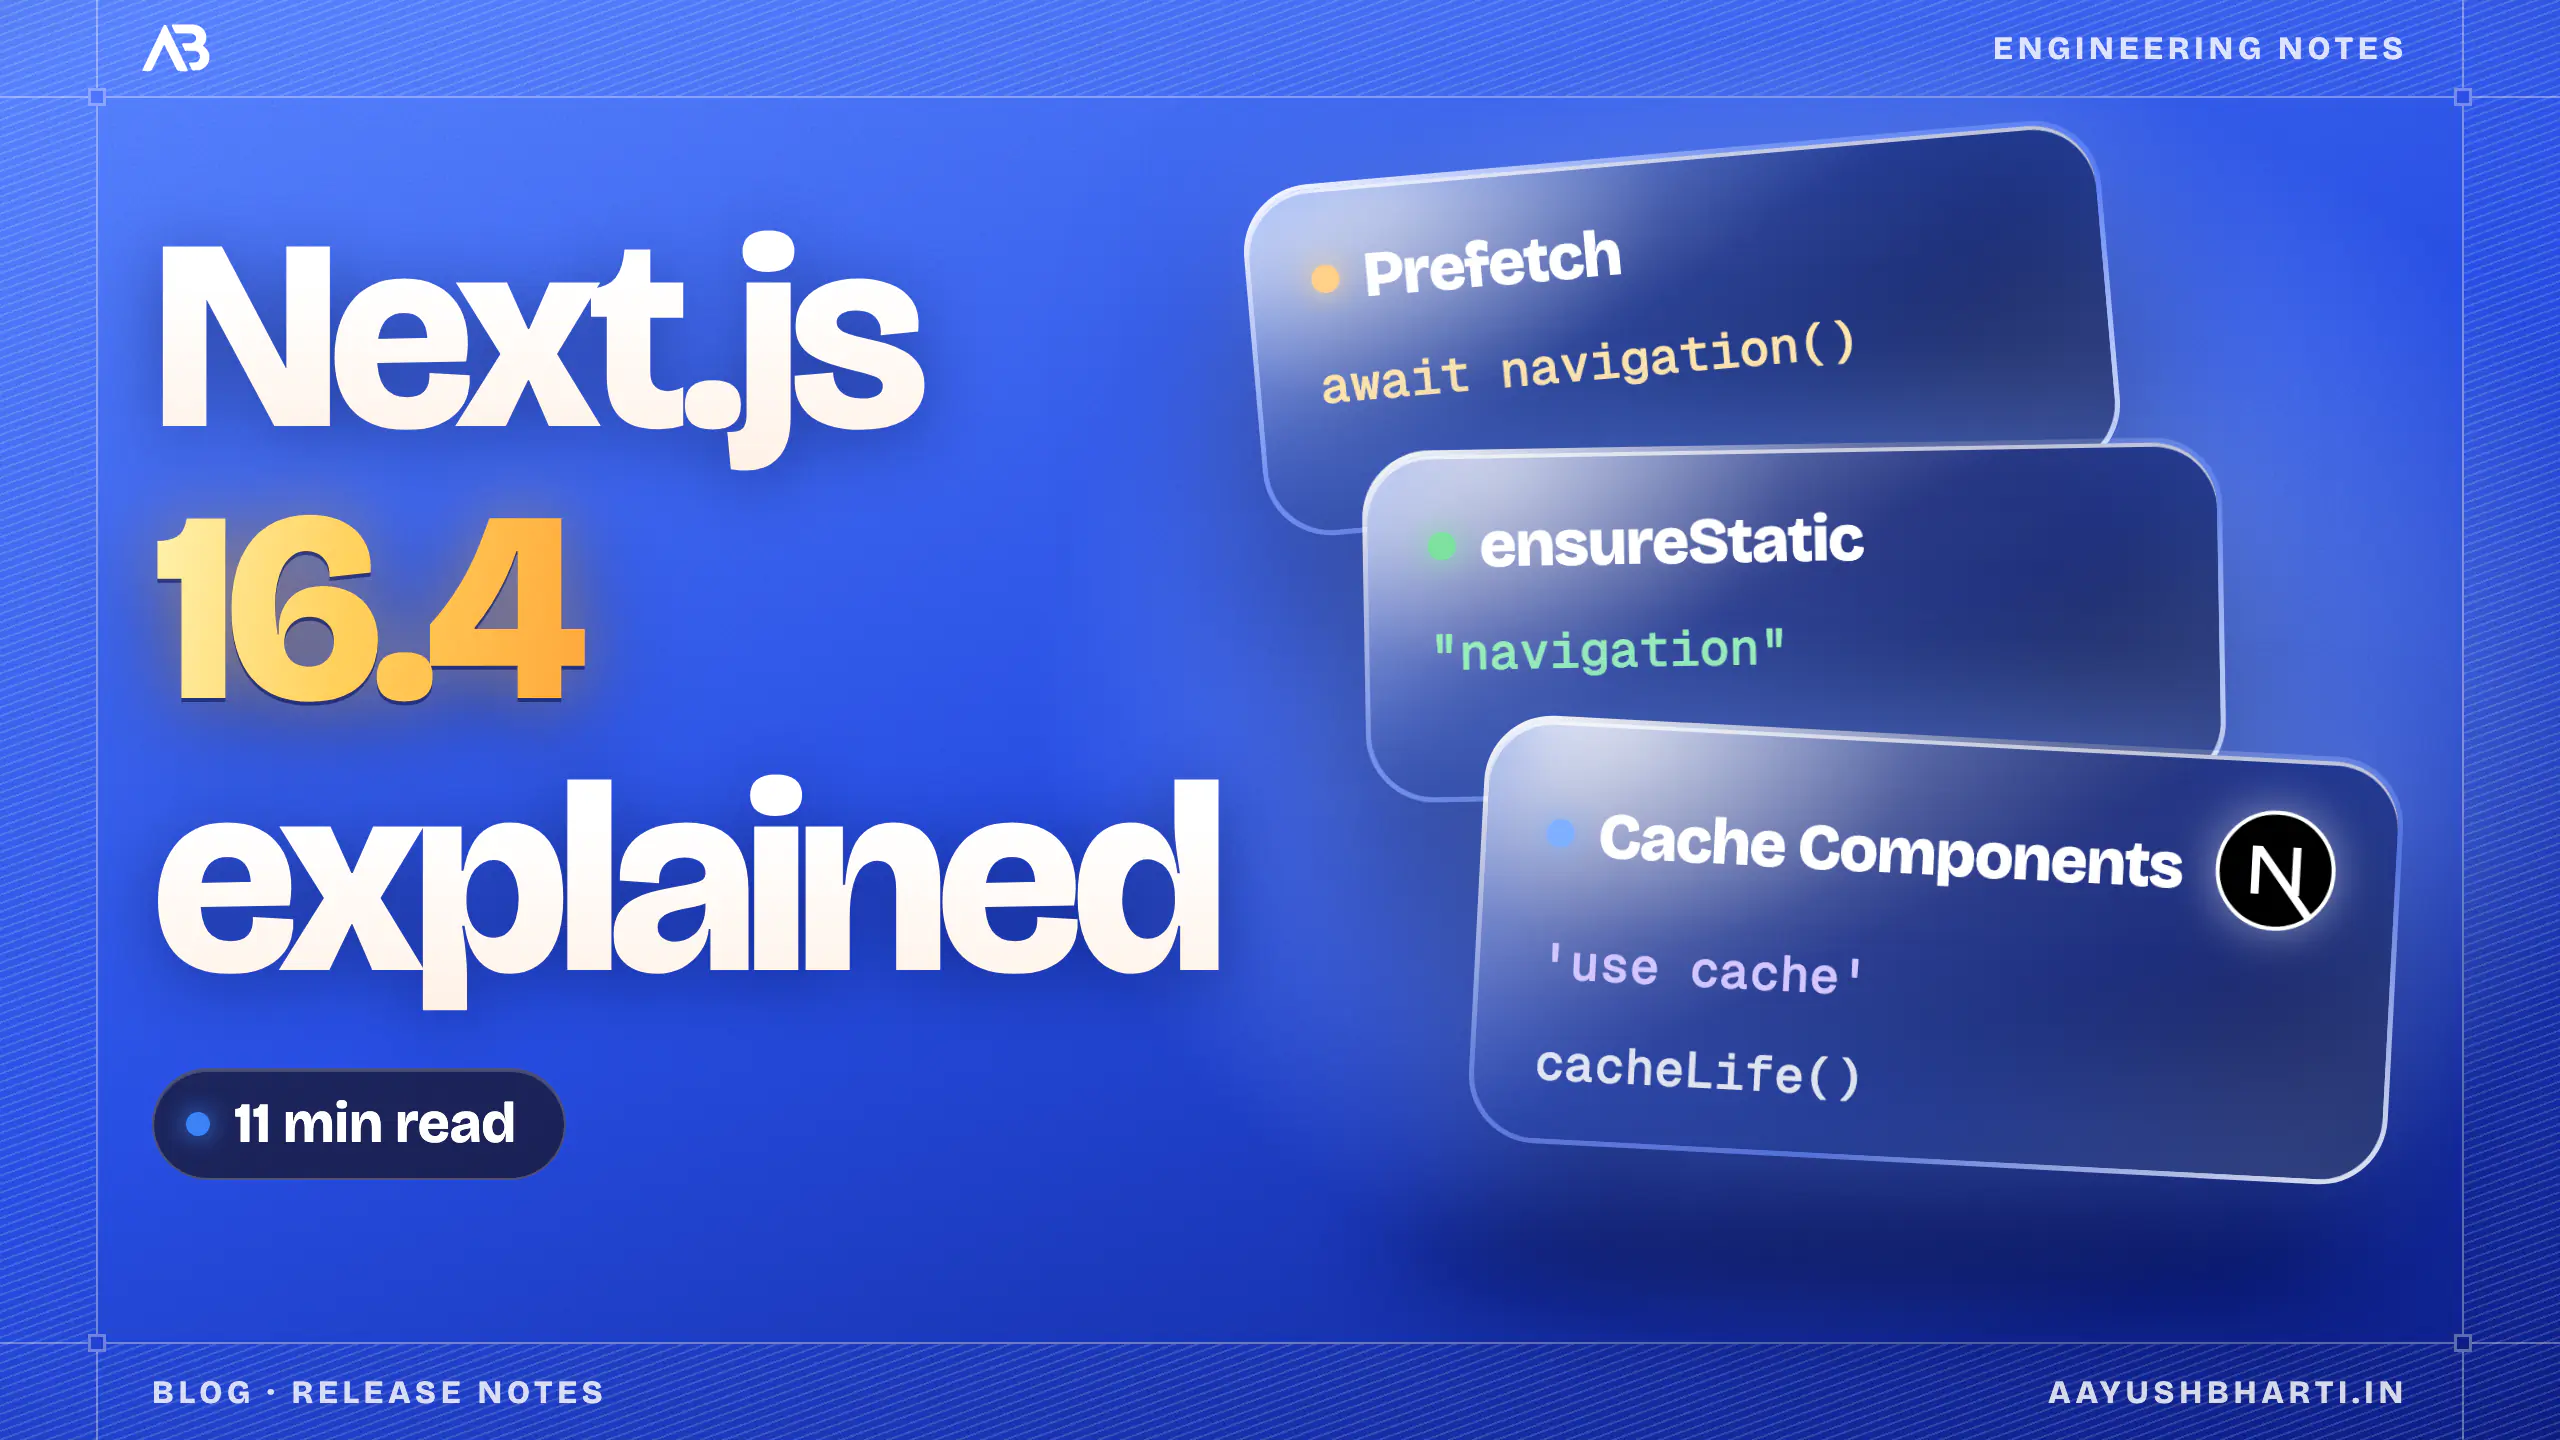 AB
ENGINEERING NOTES
Next.js
16.4
explained
11 min read
Prefetch
await navigation()
ensureStatic
"navigation"
Cache Components
N
'use cache'
cacheLife()
BLOG · RELEASE NOTES
AAYUSHBHARTI.IN